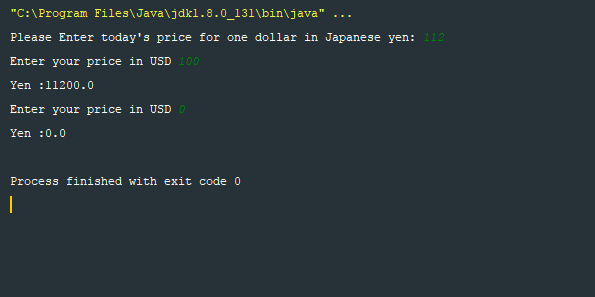 "C:\Program Files\Java\jdk1.8.0_131\bin\java" ...
Please Enter today's price for one dollar in Japanese yen: 112
Enter your price in USD 100
Yen :11200.0
Enter your price in USD 0
Yen :0.0
Process finished with exit code 0